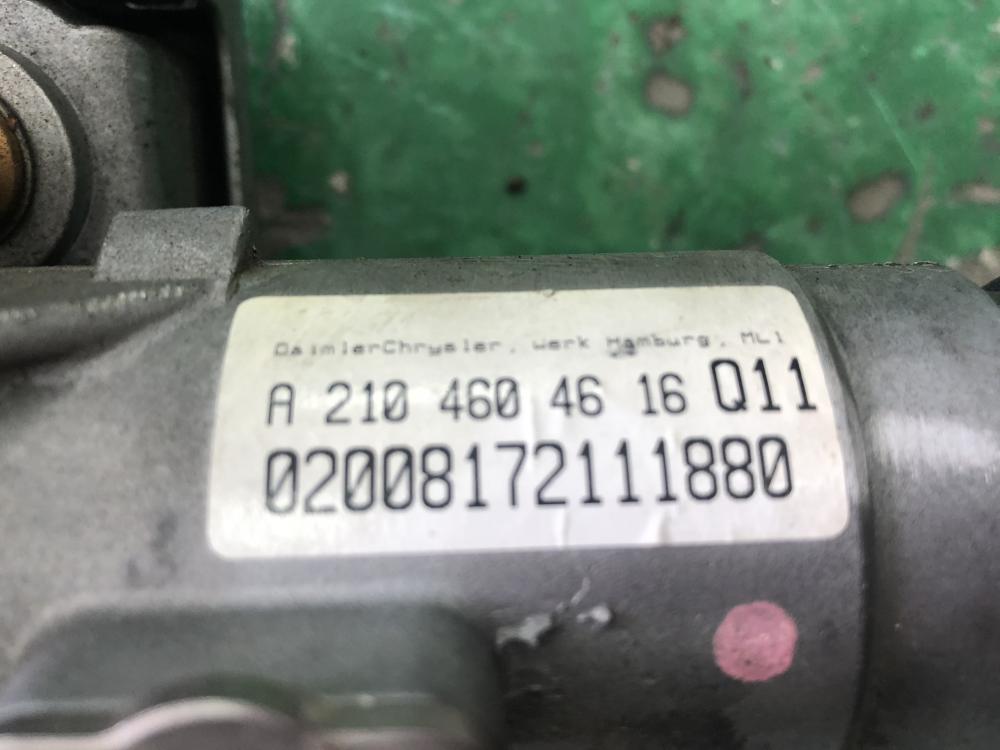 DaimlerChrysler, Werk Hamburg, ML1
A 210 460 46 16 Q11
02008172111880